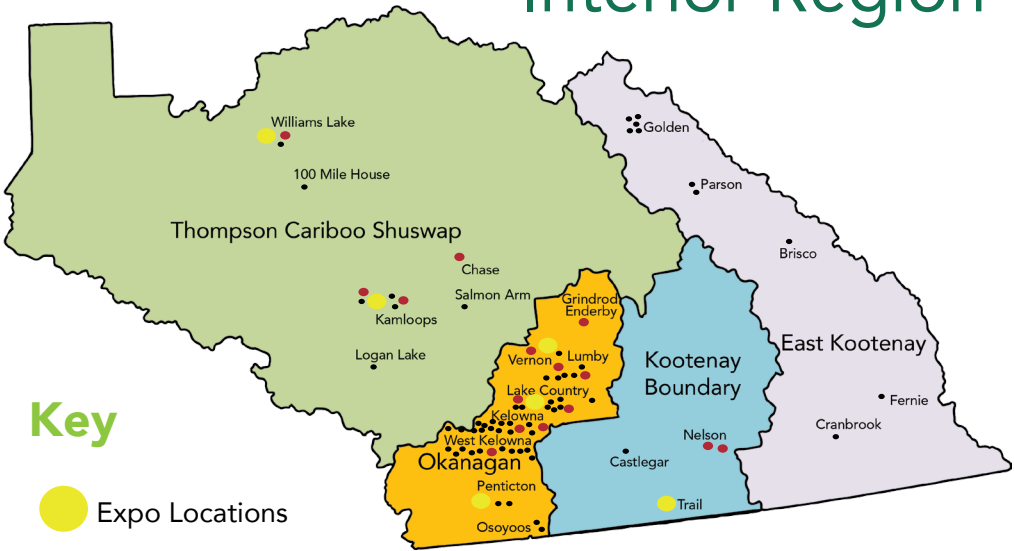 Interior Region
Williams Lake
Golden
100 Mile House
Parson
Thompson Cariboo Shuswap
Brisco
Chase
Salmon Arm
Grindrod
Enderby
Kamloops
East Kootenay
Logan Lake
Vernon
Lumby
Kootenay
Boundary
Lake Country
Fernie
Key
Kelowna
Cranbrook
West Kelowna
Nelson
Okanagan
Castlegar
Penticton
Trail
Expo Locations
Osoyoos